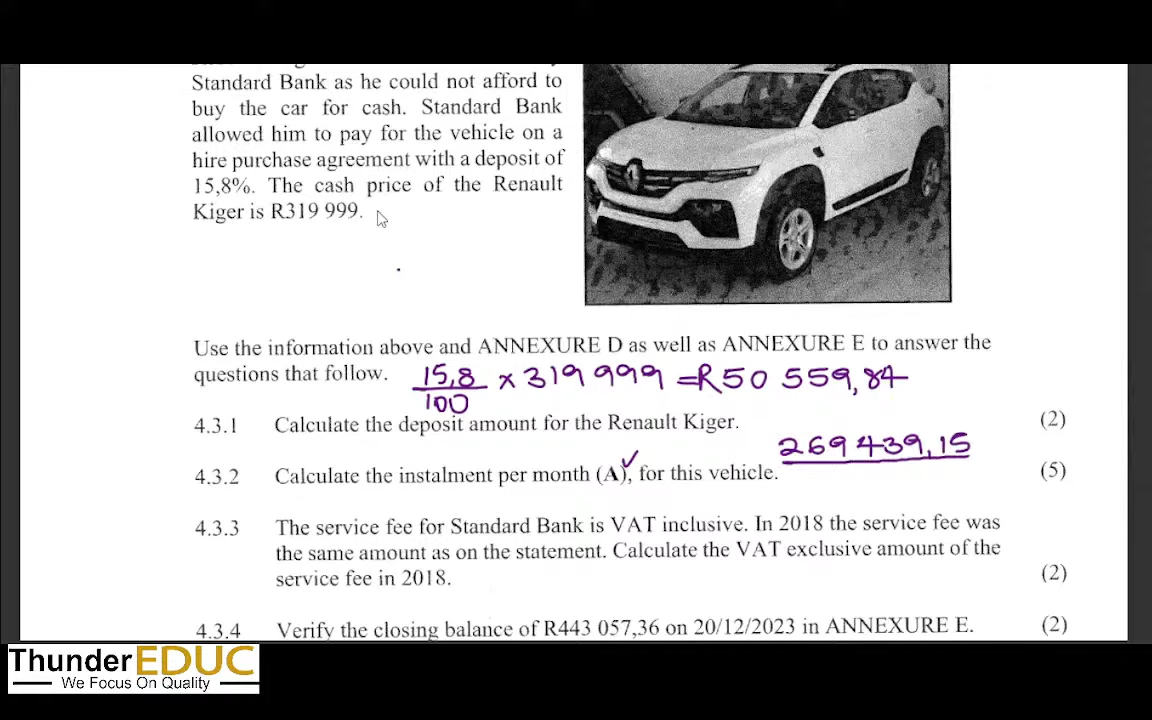 Standard Bank as he could not afford to
buy the car for cash. Standard Bank
allowed him to pay for the vehicle on a
hire purchase agreement with a deposit of
15,8%. The cash price of the Renault
Kiger is R319 999.
Use the information above and ANNEXURE D as well as ANNEXURE E to answer the
questions that follow.
15,8/100 × 319 999 = R50 559,84
4.3.1 Calculate the deposit amount for the Renault Kiger. (2)
269 439,15
4.3.2 Calculate the instalment per month (A), for this vehicle. (5)
4.3.3 The service fee for Standard Bank is VAT inclusive. In 2018 the service fee was
the same amount as on the statement. Calculate the VAT exclusive amount of the
service fee in 2018. (2)
4.3.4 Verify the closing balance of R443 057,36 on 20/12/2023 in ANNEXURE E. (2)
ThunderEDUC
We Focus On Quality